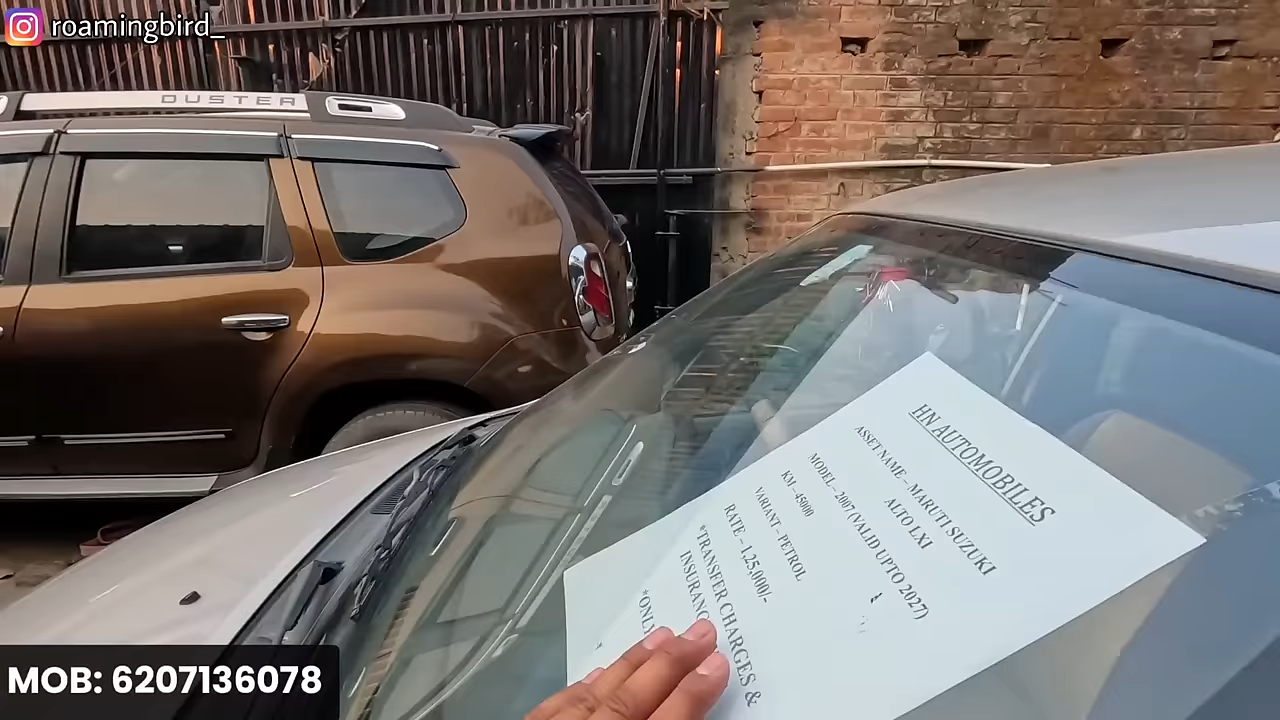 roamingbird_
DUSTER
HN AUTOMOBILES
ASSET NAME – MARUTI SUZUKI
ALTO LXI
MODEL – 2007 (VALID UPTO 2027)
KM – 45000
VARIANT – PETROL
RATE – 1,25,000/-
*TRANSFER CHARGES &
*ONL
MOB: 6207136078